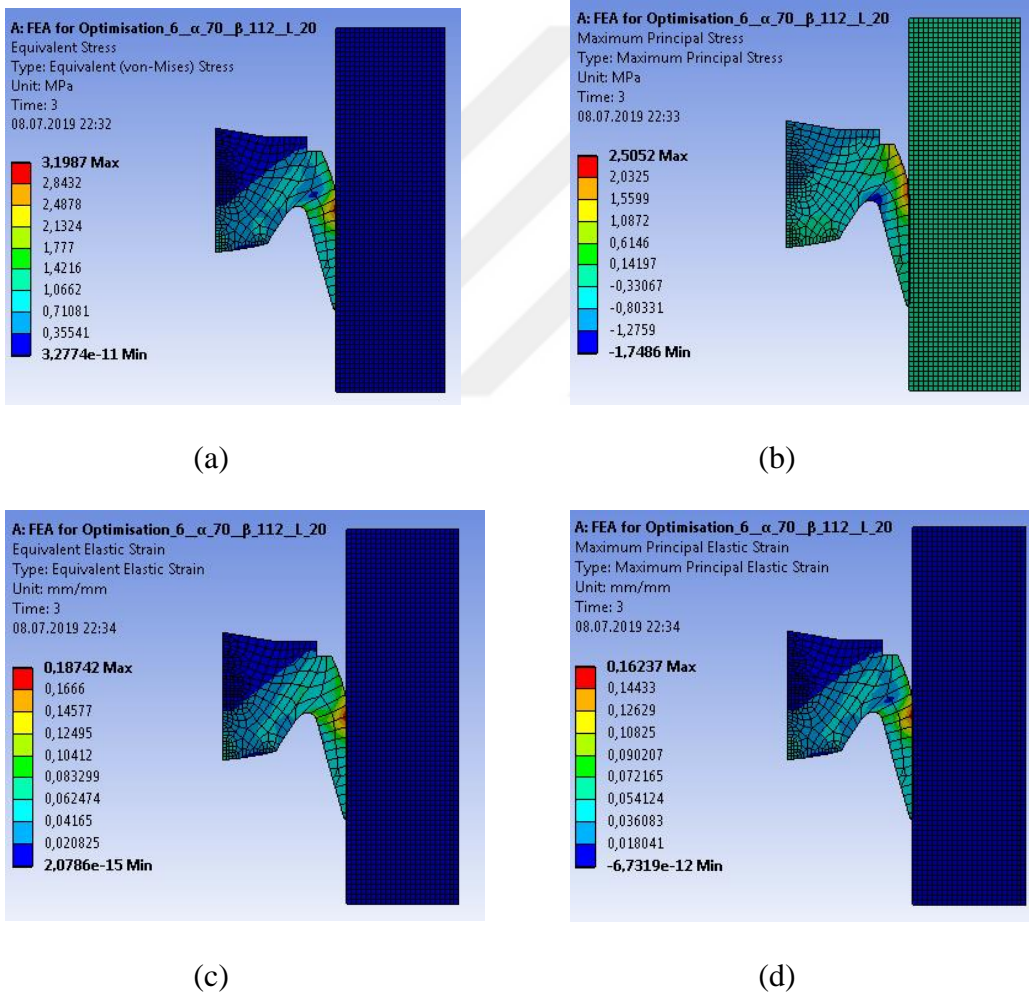 A: FEA for Optimisation_6__α_70__β_112__L_20
Equivalent Stress
Type: Equivalent (von-Mises) Stress
Unit: MPa
Time: 3
08.07.2019 22:32
3,1987 Max
2,8432
2,4878
2,1324
1,777
1,4216
1,0662
0,71081
0,35541
3,2774e-11 Min
(a)
A: FEA for Optimisation_6__α_70__β_112__L_20
Maximum Principal Stress
Type: Maximum Principal Stress
Unit: MPa
Time: 3
08.07.2019 22:33
2,5052 Max
2,0325
1,5599
1,0872
0,6146
0,14197
-0,33067
-0,80331
-1,2759
-1,7486 Min
(b)
A: FEA for Optimisation_6__α_70__β_112__L_20
Equivalent Elastic Strain
Type: Equivalent Elastic Strain
Unit: mm/mm
Time: 3
08.07.2019 22:34
0,18742 Max
0,1666
0,14577
0,12495
0,10412
0,083299
0,062474
0,04165
0,020825
2,0786e-15 Min
(c)
A: FEA for Optimisation_6__α_70__β_112__L_20
Maximum Principal Elastic Strain
Type: Maximum Principal Elastic Strain
Unit: mm/mm
Time: 3
08.07.2019 22:34
0,16237 Max
0,14433
0,12629
0,10825
0,090207
0,072165
0,054124
0,036083
0,018041
-6,7319e-12 Min
(d)